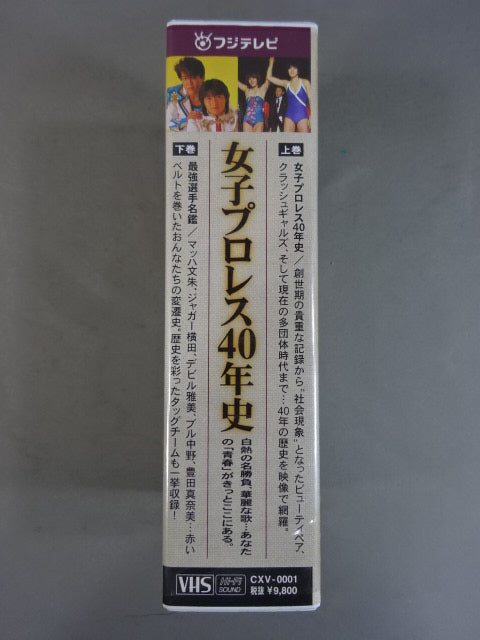 フジテレビ
上巻
女子プロレス40年史／創世期の貴重な記録から“社会現象”となったビューティペア、
クラッシュギャルズ、そして現在の多団体時代まで…40年の歴史を映像で網羅。
女子プロレス40年史
白熱の名勝負、華麗な歌…あなた
の「青春」がきっとここにある。
下巻
最強選手名鑑／マッハ文朱、ジャガー横田、デビル雅美、ブル中野、豊田真奈美…赤い
ベルトを巻いたおんなたちの変遷史。歴史を彩ったタッグチームも一挙収録！
VHS
Hi-Fi
SOUND
CXV-0001
税抜 ¥9,800